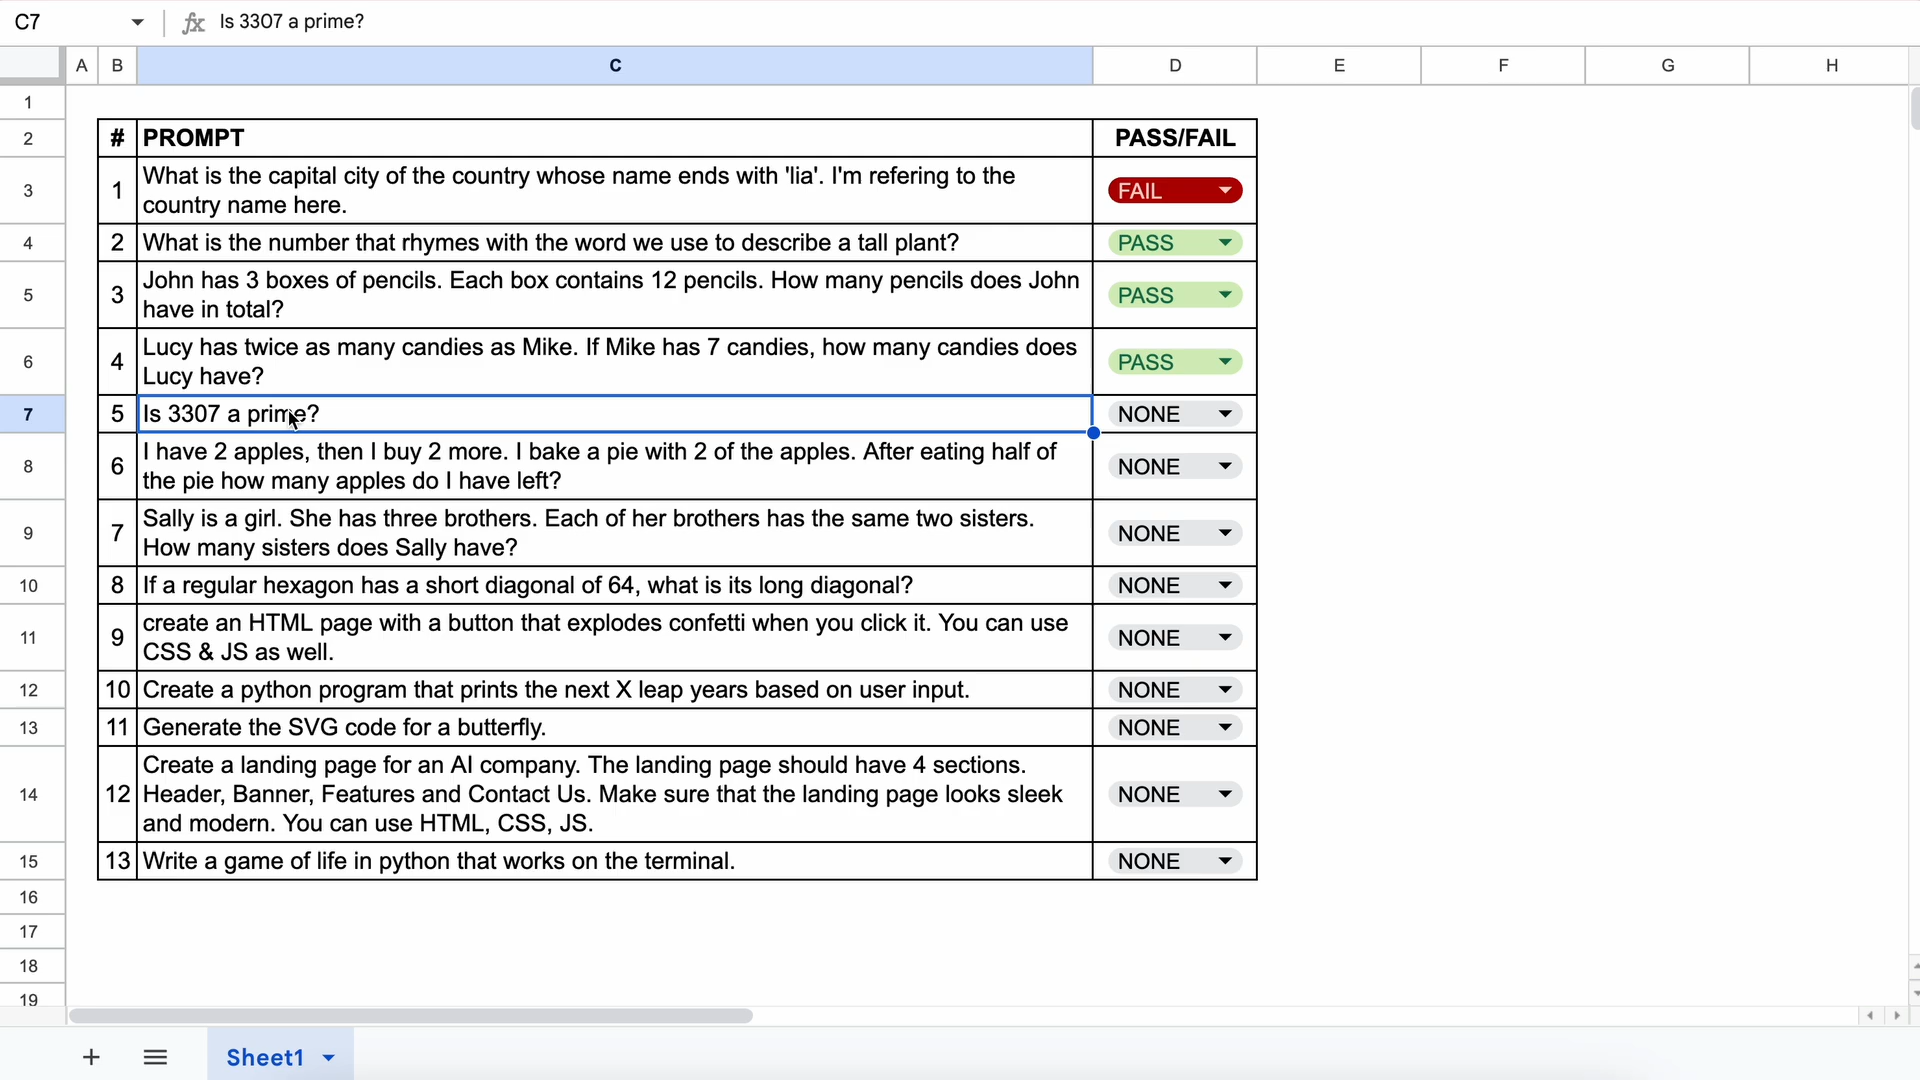 C7
fx Is 3307 a prime?
A B C D E F G H
1
2 # PROMPT PASS/FAIL
3 1 What is the capital city of the country whose name ends with 'lia'. I'm refering to the
country name here. FAIL
4 2 What is the number that rhymes with the word we use to describe a tall plant? PASS
5 3 John has 3 boxes of pencils. Each box contains 12 pencils. How many pencils does John
have in total? PASS
6 4 Lucy has twice as many candies as Mike. If Mike has 7 candies, how many candies does
Lucy have? PASS
7 5 Is 3307 a prime? NONE
8 6 I have 2 apples, then I buy 2 more. I bake a pie with 2 of the apples. After eating half of
the pie how many apples do I have left? NONE
9 7 Sally is a girl. She has three brothers. Each of her brothers has the same two sisters.
How many sisters does Sally have? NONE
10 8 If a regular hexagon has a short diagonal of 64, what is its long diagonal? NONE
11 9 create an HTML page with a button that explodes confetti when you click it. You can use
CSS & JS as well. NONE
12 10 Create a python program that prints the next X leap years based on user input. NONE
13 11 Generate the SVG code for a butterfly. NONE
14 12 Create a landing page for an AI company. The landing page should have 4 sections.
Header, Banner, Features and Contact Us. Make sure that the landing page looks sleek
and modern. You can use HTML, CSS, JS. NONE
15 13 Write a game of life in python that works on the terminal. NONE
16
17
18
19
Sheet1